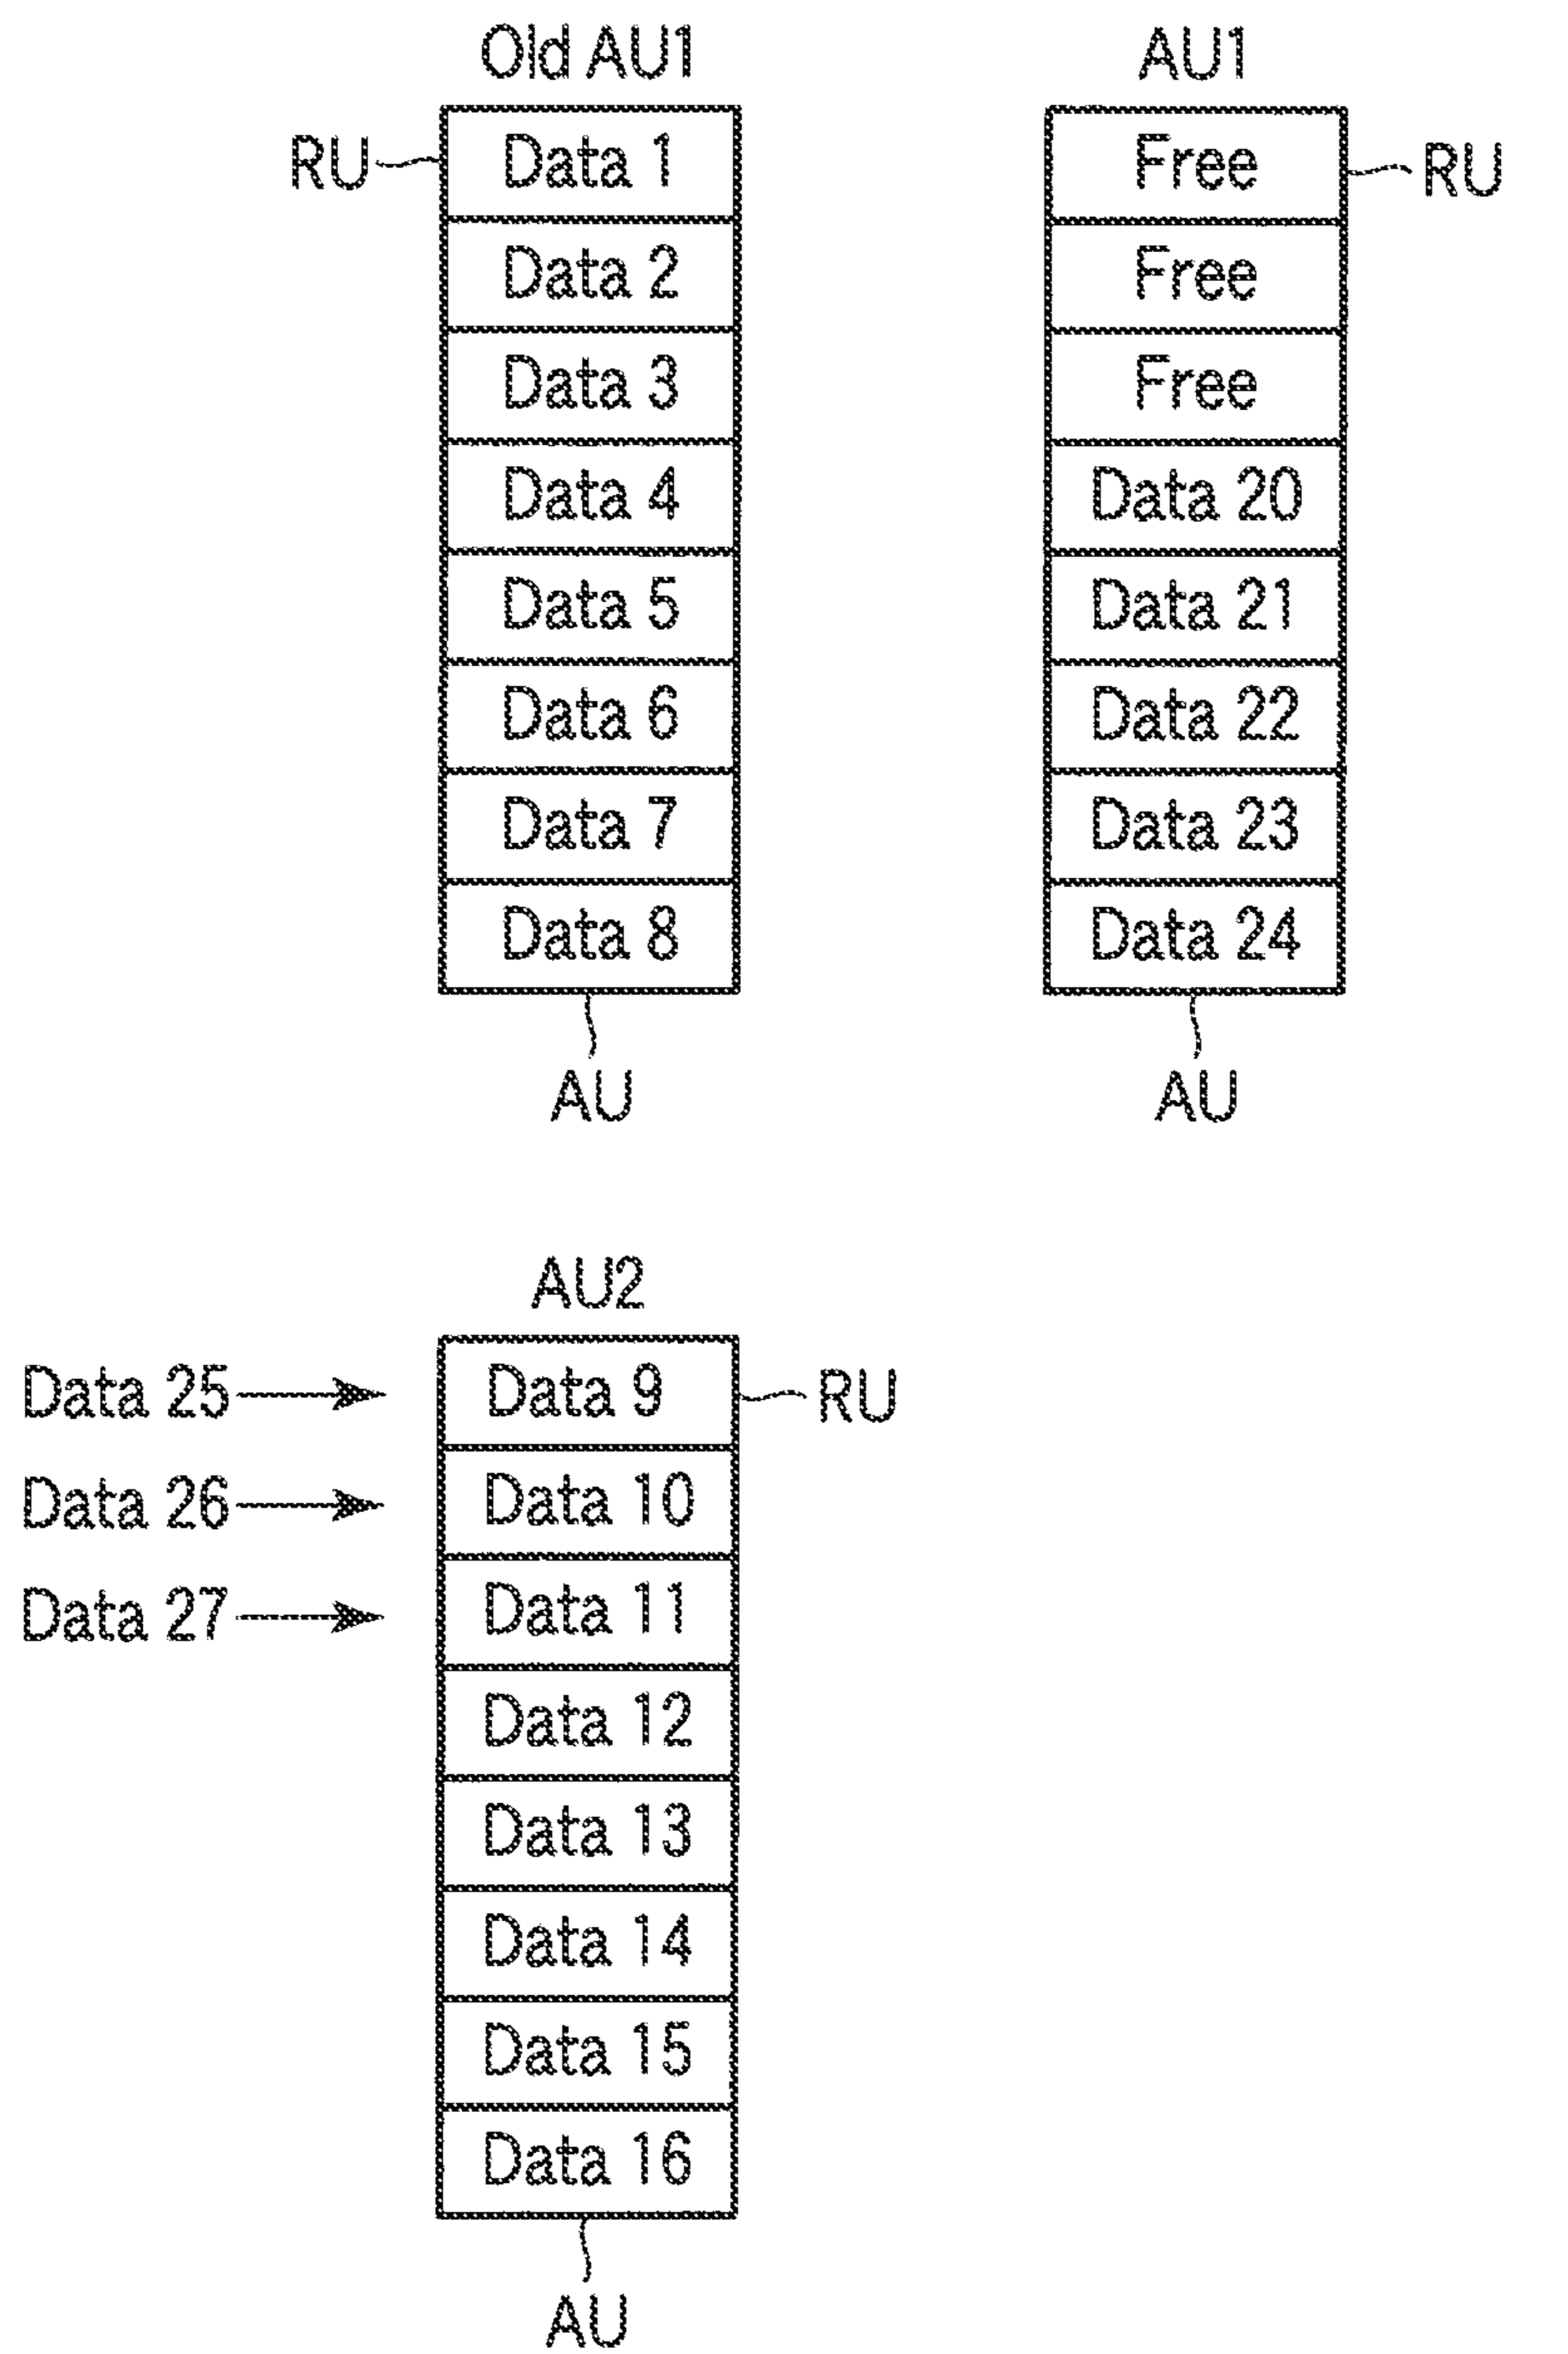 Old AU1
RU
Data 1
Data 2
Data 3
Data 4
Data 5
Data 6
Data 7
Data 8
AU
AU1
Free
RU
Free
Free
Data 20
Data 21
Data 22
Data 23
Data 24
AU
AU2
Data 25
Data 9
RU
Data 26
Data 10
Data 27
Data 11
Data 12
Data 13
Data 14
Data 15
Data 16
AU